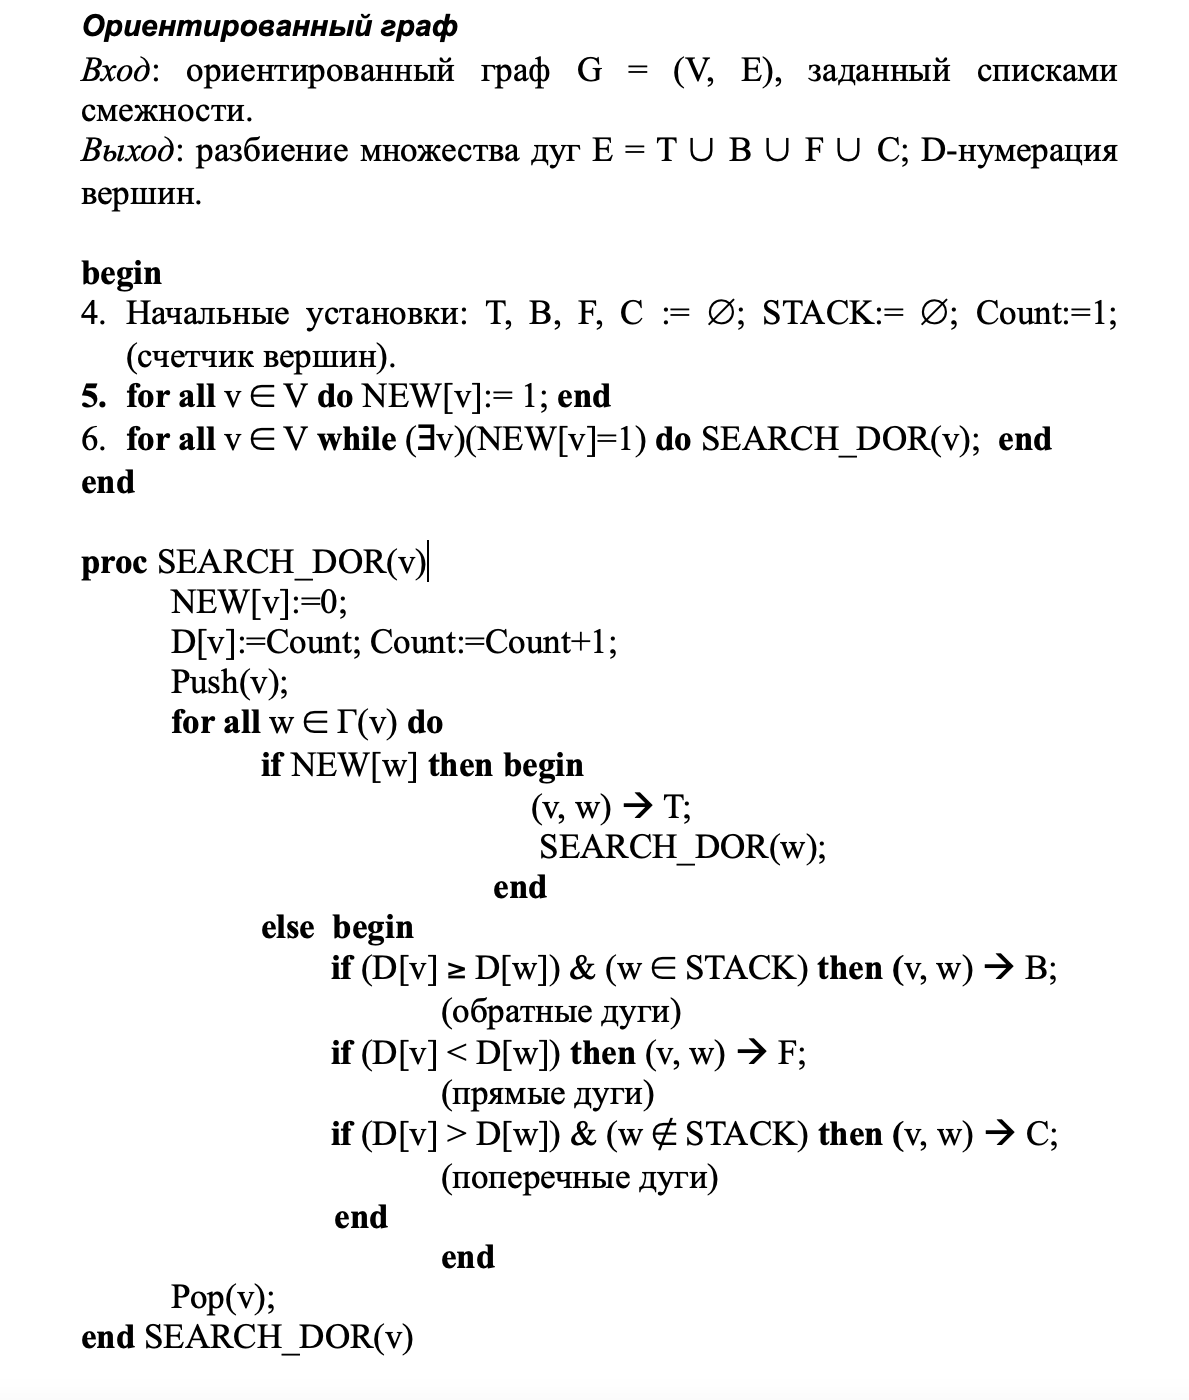 Ориентированный граф
Вход: ориентированный граф G = (V, E), заданный списками
смежности.
Выход: разбиение множества дуг E = T ∪ B ∪ F ∪ C; D-нумерация
вершин.
begin
4. Начальные установки: T, B, F, C := ∅; STACK:= ∅; Count:=1;
(счетчик вершин).
5. for all v ∈ V do NEW[v]:= 1; end
6. for all v ∈ V while (∃v)(NEW[v]=1) do SEARCH_DOR(v); end
end
proc SEARCH_DOR(v)
NEW[v]:=0;
D[v]:=Count; Count:=Count+1;
Push(v);
for all w ∈ Γ(v) do
if NEW[w] then begin
(v, w) → T;
SEARCH_DOR(w);
end
else begin
if (D[v] ≥ D[w]) & (w ∈ STACK) then (v, w) → B;
(обратные дуги)
if (D[v] < D[w]) then (v, w) → F;
(прямые дуги)
if (D[v] > D[w]) & (w ∉ STACK) then (v, w) → C;
(поперечные дуги)
end
end
Pop(v);
end SEARCH_DOR(v)